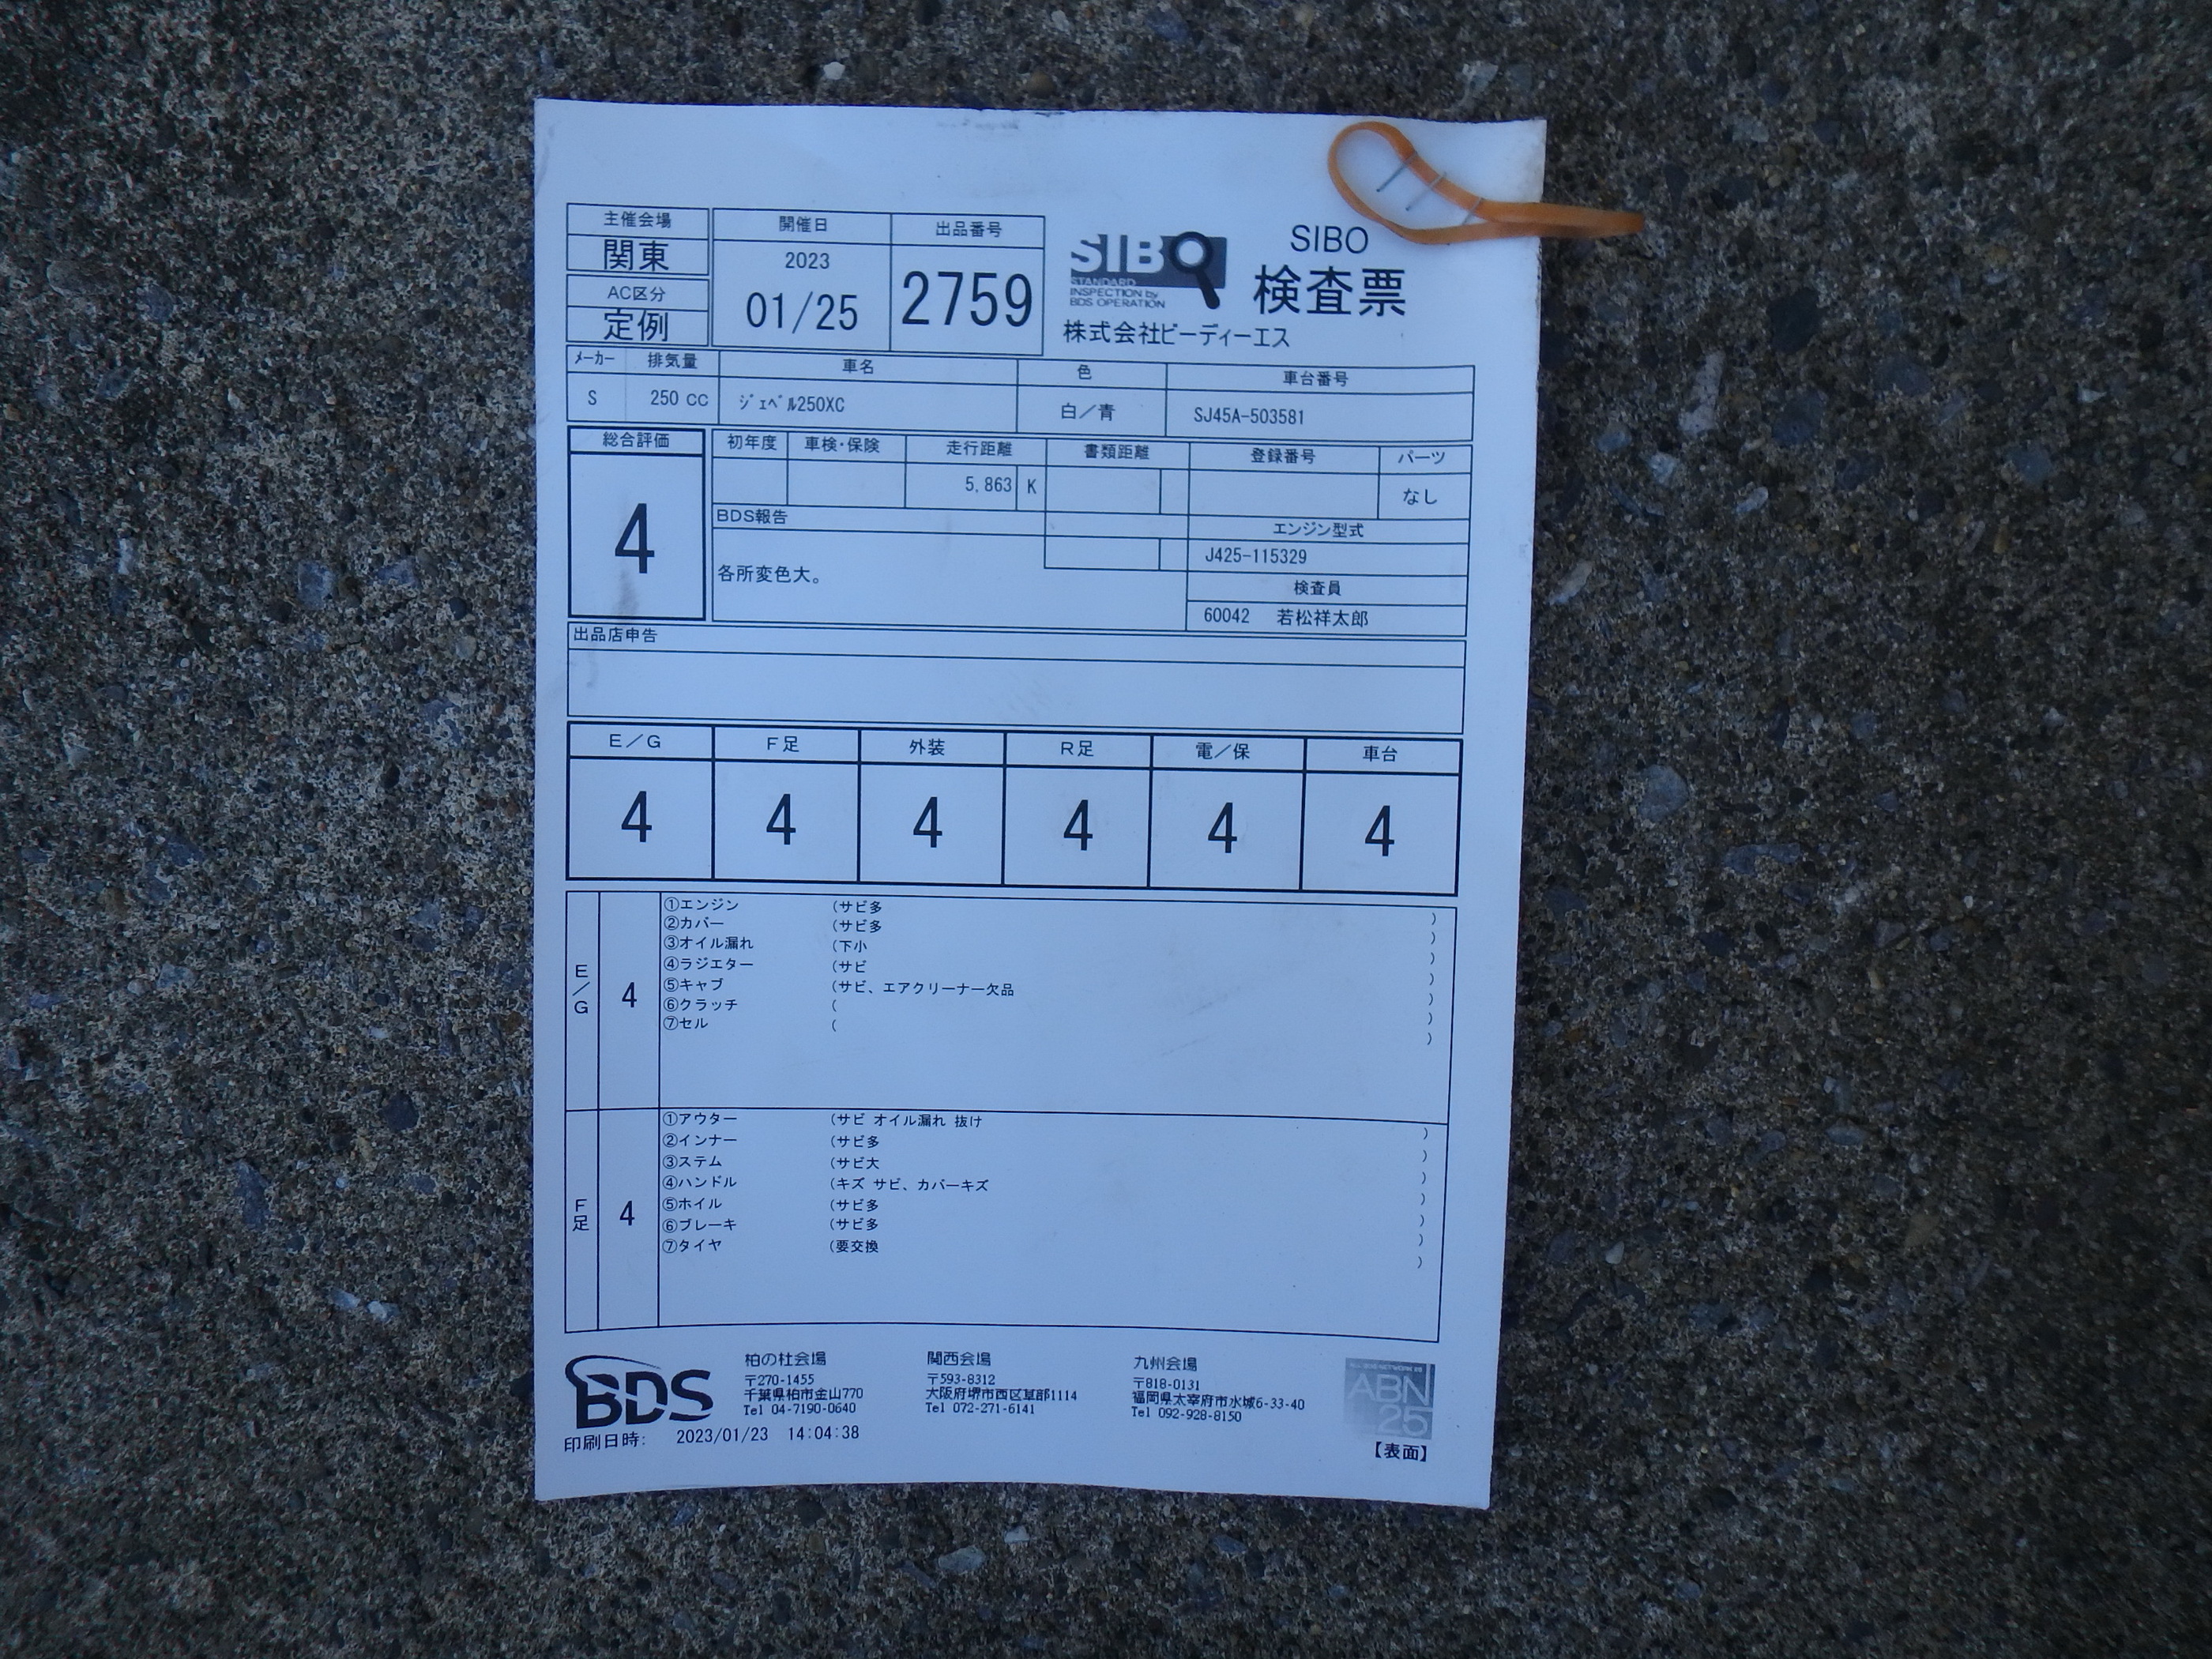 主催会場 開催日 出品番号
関東 2023 01/25 2759
AC区分
定例
SIBO
STANDARD
INSPECTION by
BDS OPERATION
SIBO
検査票
株式会社ビーディーエス
メーカー 排気量 車名 色 車台番号
S 250 CC ジェベル250XC 白／青 SJ45A-503581
総合評価 初年度 車検・保険 走行距離 書類距離 登録番号 パーツ
4 5,863 K なし
BDS報告 エンジン型式
J425-115329
各所変色大。
検査員
60042 若松祥太郎
出品店申告
E／G F足 外装 R足 電／保 車台
4 4 4 4 4 4
E／G 4
①エンジン (サビ多 )
②カバー (サビ多 )
③オイル漏れ (下小 )
④ラジエター (サビ )
⑤キャブ (サビ、エアクリーナー欠品 )
⑥クラッチ ( )
⑦セル ( )
F足 4
①アウター (サビ オイル漏れ 抜け )
②インナー (サビ多 )
③ステム (サビ大 )
④ハンドル (キズ サビ、カバーキズ )
⑤ホイル (サビ多 )
⑥ブレーキ (サビ多 )
⑦タイヤ (要交換 )
BDS
柏の杜会場
〒270-1455
千葉県柏市金山770
Tel 04-7190-0640
関西会場
〒593-8312
大阪府堺市西区草部1114
Tel 072-271-6141
九州会場
〒818-0131
福岡県太宰府市水城6-33-40
Tel 092-928-8150
ABN
25
印刷日時: 2023/01/23 14:04:38
【表面】